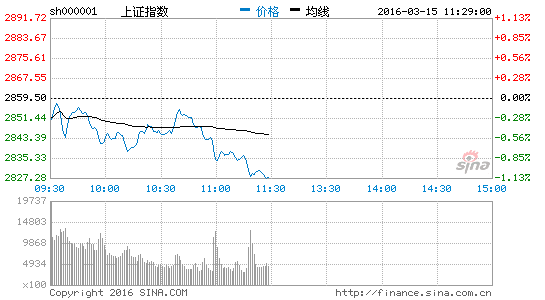 sh000001 上证指数 价格 均线 2016-03-15 11:29:00
2891.72 +1.13%
2883.67 +0.85%
2875.61 +0.56%
2867.55 +0.28%
2859.50 0.00%
2851.44 -0.28%
2843.39 -0.56%
2835.33 -0.85%
2827.28 -1.13%
sina
09:30 10:00 10:30 11:00 11:30 13:30 14:00 14:30 15:00
19737
14803
9868
4934
x100
Copyright 2016 SINA.COM http://finance.sina.com.cn